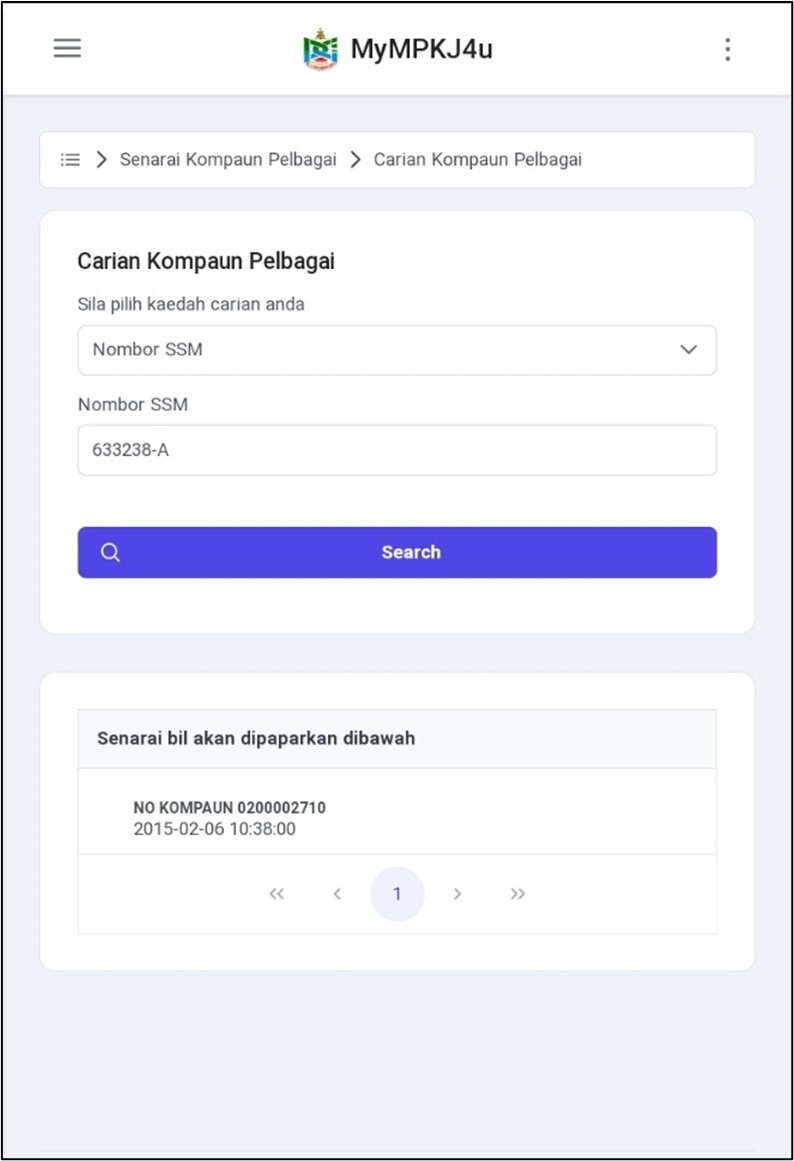 MyMPKJ4u
Senarai Kompaun Pelbagai > Carian Kompaun Pelbagai
Carian Kompaun Pelbagai
Sila pilih kaedah carian anda
Nombor SSM
Nombor SSM
633238-A
Search
Senarai bil akan dipaparkan dibawah
NO KOMPAUN 0200002710
2015-02-06 10:38:00
1